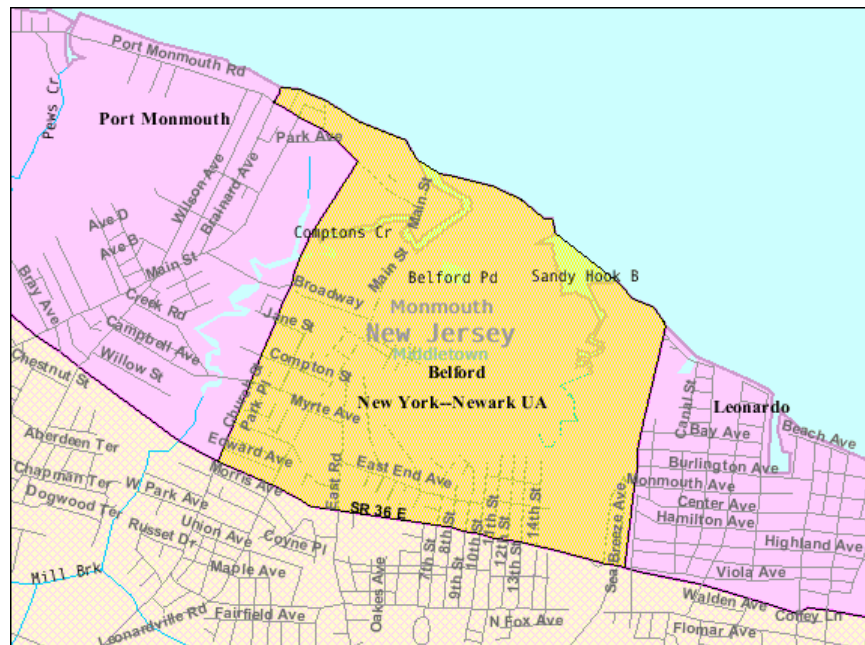 Port Monmouth Rd
Pews Cr
Port Monmouth
Park Ave
Wilson Ave
Brainard Ave
Main St
Ave D
Ave B
Comptons Cr
Main St
Main St
Belford Pd
Sandy Hook B
Bray Ave
Creek Rd
Broadway
Monmouth
Jane St
New Jersey
Campbell Ave
Middletown
Chestnut St
Willow St
Compton St
Belford
Church St
Park Pl
New York--Newark UA
Leonardo
Canal St
Myrte Ave
Beach Ave
Bay Ave
Aberdeen Ter
Edward Ave
East End Ave
Burlington Ave
Chapman Ter
Morris Ave
East Rd
Monmouth Ave
W Park Ave
Dogwood Ter
SR 36 E
Center Ave
Union Ave
Hamilton Ave
Russet Dr
Coyne Pl
7th St
8th St
9th St
10th St
11th St
12th St
13th St
14th St
Sea Breeze Ave
Highland Ave
Mill Brk
Maple Ave
Viola Ave
Oakes Ave
Walden Ave
Leonardville Rd
Fairfield Ave
N Fox Ave
Coney Ln
Flomar Ave